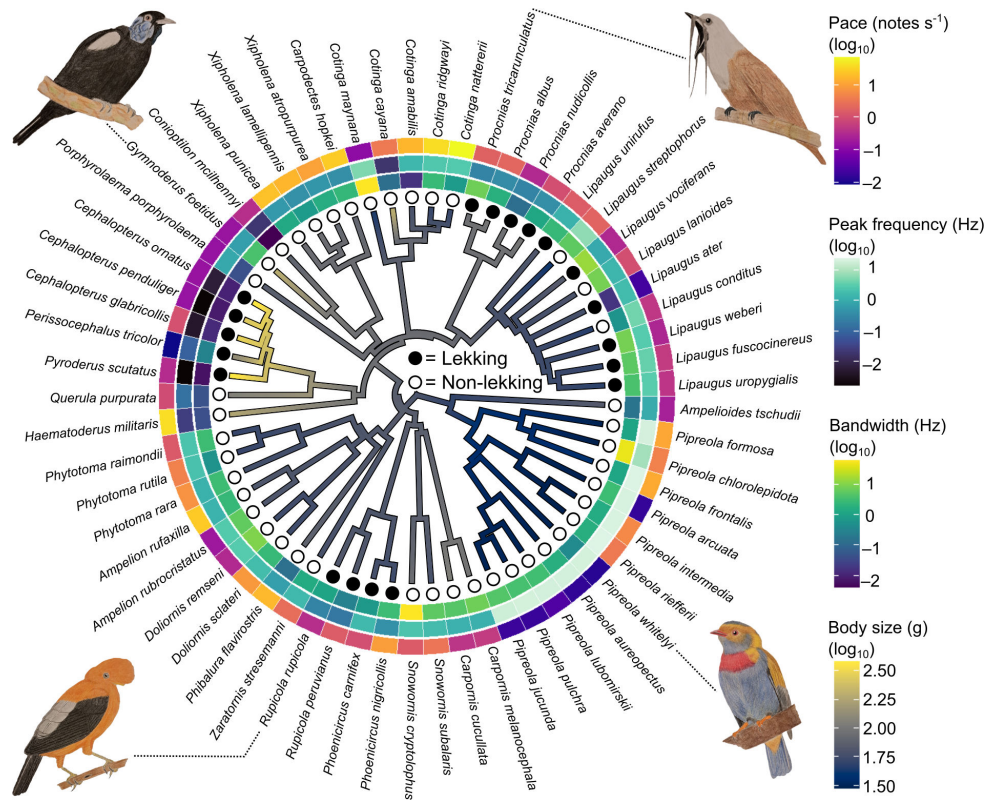 Pace (notes s⁻¹)
(log₁₀)
1
0
−1
−2
Peak frequency (Hz)
(log₁₀)
1
0
−1
−2
Bandwidth (Hz)
(log₁₀)
1
0
−1
−2
Body size (g)
(log₁₀)
2.50
2.25
2.00
1.75
1.50
= Lekking
= Non-lekking
Haematoderus militaris
Querula purpurata
Pyroderus scutatus
Perissocephalus tricolor
Cephalopterus glabricollis
Cephalopterus penduliger
Cephalopterus ornatus
Porphyrolaema porphyrolaema
Gymnoderus foetidus
Conioptilon mcilhennyi
Xipholena punicea
Xipholena lamellipennis
Xipholena atropurpurea
Carpodectes hopkei
Cotinga maynana
Cotinga cayana
Cotinga amabilis
Cotinga ridgwayi
Cotinga nattererii
Procnias tricarunculatus
Procnias albus
Procnias nudicollis
Procnias averano
Lipaugus unirufus
Lipaugus streptophorus
Lipaugus vociferans
Lipaugus lanioides
Lipaugus ater
Lipaugus conditus
Lipaugus weberi
Lipaugus fuscocinereus
Lipaugus uropygialis
Ampelioides tschudii
Pipreola formosa
Pipreola chlorolepidota
Pipreola frontalis
Pipreola arcuata
Pipreola intermedia
Pipreola riefferii
Pipreola whitelyi
Pipreola aureopectus
Pipreola lubomirskii
Pipreola pulchra
Pipreola jucunda
Carpornis melanocephala
Carpornis cucullata
Snowornis subalaris
Snowornis cryptolophus
Phoenicircus nigricollis
Phoenicircus carnifex
Rupicola peruvianus
Rupicola rupicola
Zaratornis stresemanni
Phibalura flavirostris
Doliornis sclateri
Doliornis remseni
Ampelion rubrocristatus
Ampelion rufaxilla
Phytotoma rara
Phytotoma rutila
Phytotoma raimondii